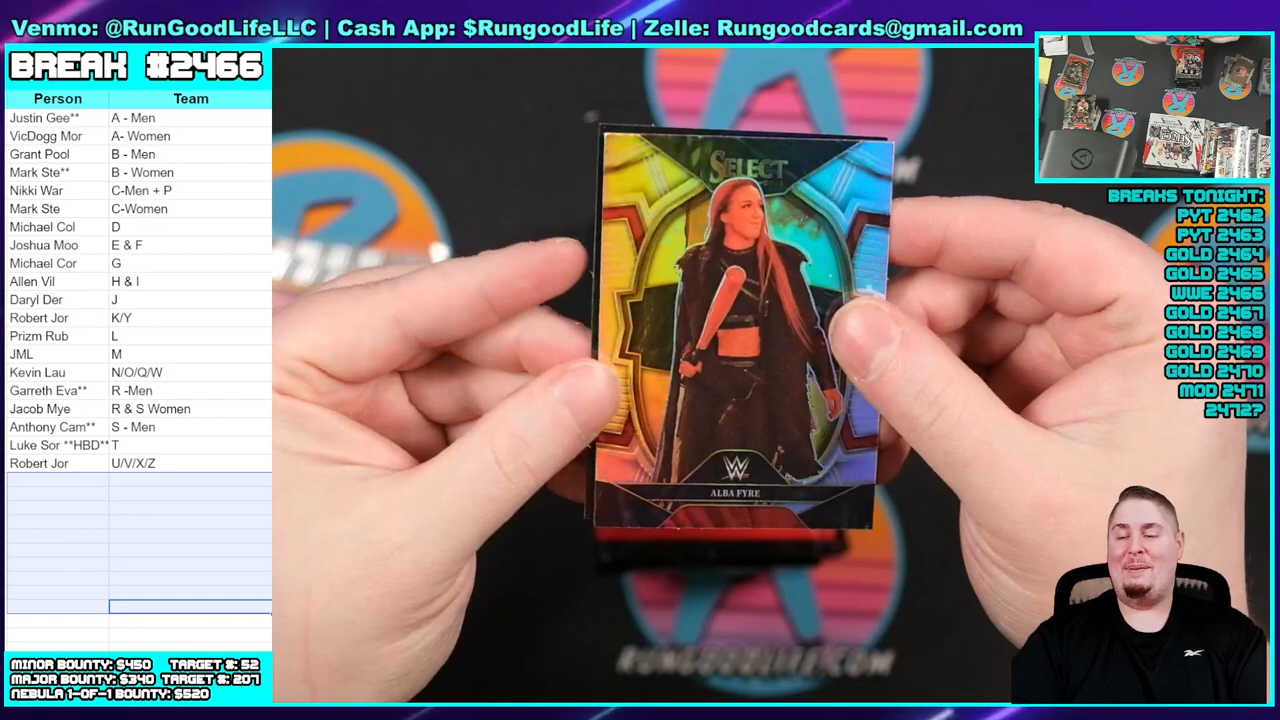 Venmo: @RunGoodLifeLLC | Cash App: $RungoodLife | Zelle: Rungoodcards@gmail.com
BREAK #2466
Person Team
Justin Gee** A - Men
VicDogg Mor A- Women
Grant Pool B - Men
Mark Ste** B - Women
Nikki War C-Men + P
Mark Ste C-Women
Michael Col D
Joshua Moo E & F
Michael Cor G
Allen Vil H & I
Daryl Der J
Robert Jor K/Y
Prizm Rub L
JML M
Kevin Lau N/O/Q/W
Garreth Eva** R -Men
Jacob Mye R & S Women
Anthony Cam** S - Men
Luke Sor **HBD** T
Robert Jor U/V/X/Z
MINOR BOUNTY: $450 TARGET #: 52
MAJOR BOUNTY: $340 TARGET #: 207
NEBULA 1-OF-1 BOUNTY: $520
SELECT
W
ALBA FYRE
RUNGOODLIFE.COM
BREAKS TONIGHT:
PYT 2462
PYT 2463
GOLD 2464
GOLD 2465
WWE 2466
GOLD 2467
GOLD 2468
GOLD 2469
GOLD 2470
MOD 2471
2472?